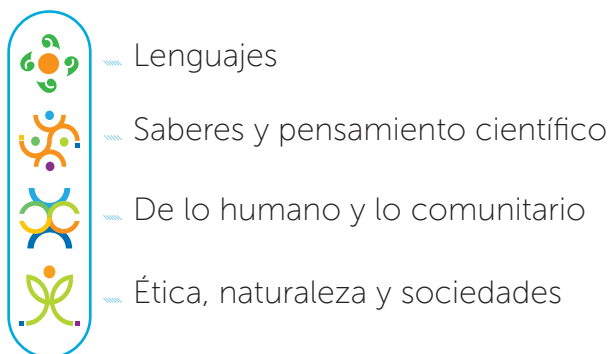 Lenguajes
Saberes y pensamiento científico
De lo humano y lo comunitario
Ética, naturaleza y sociedades